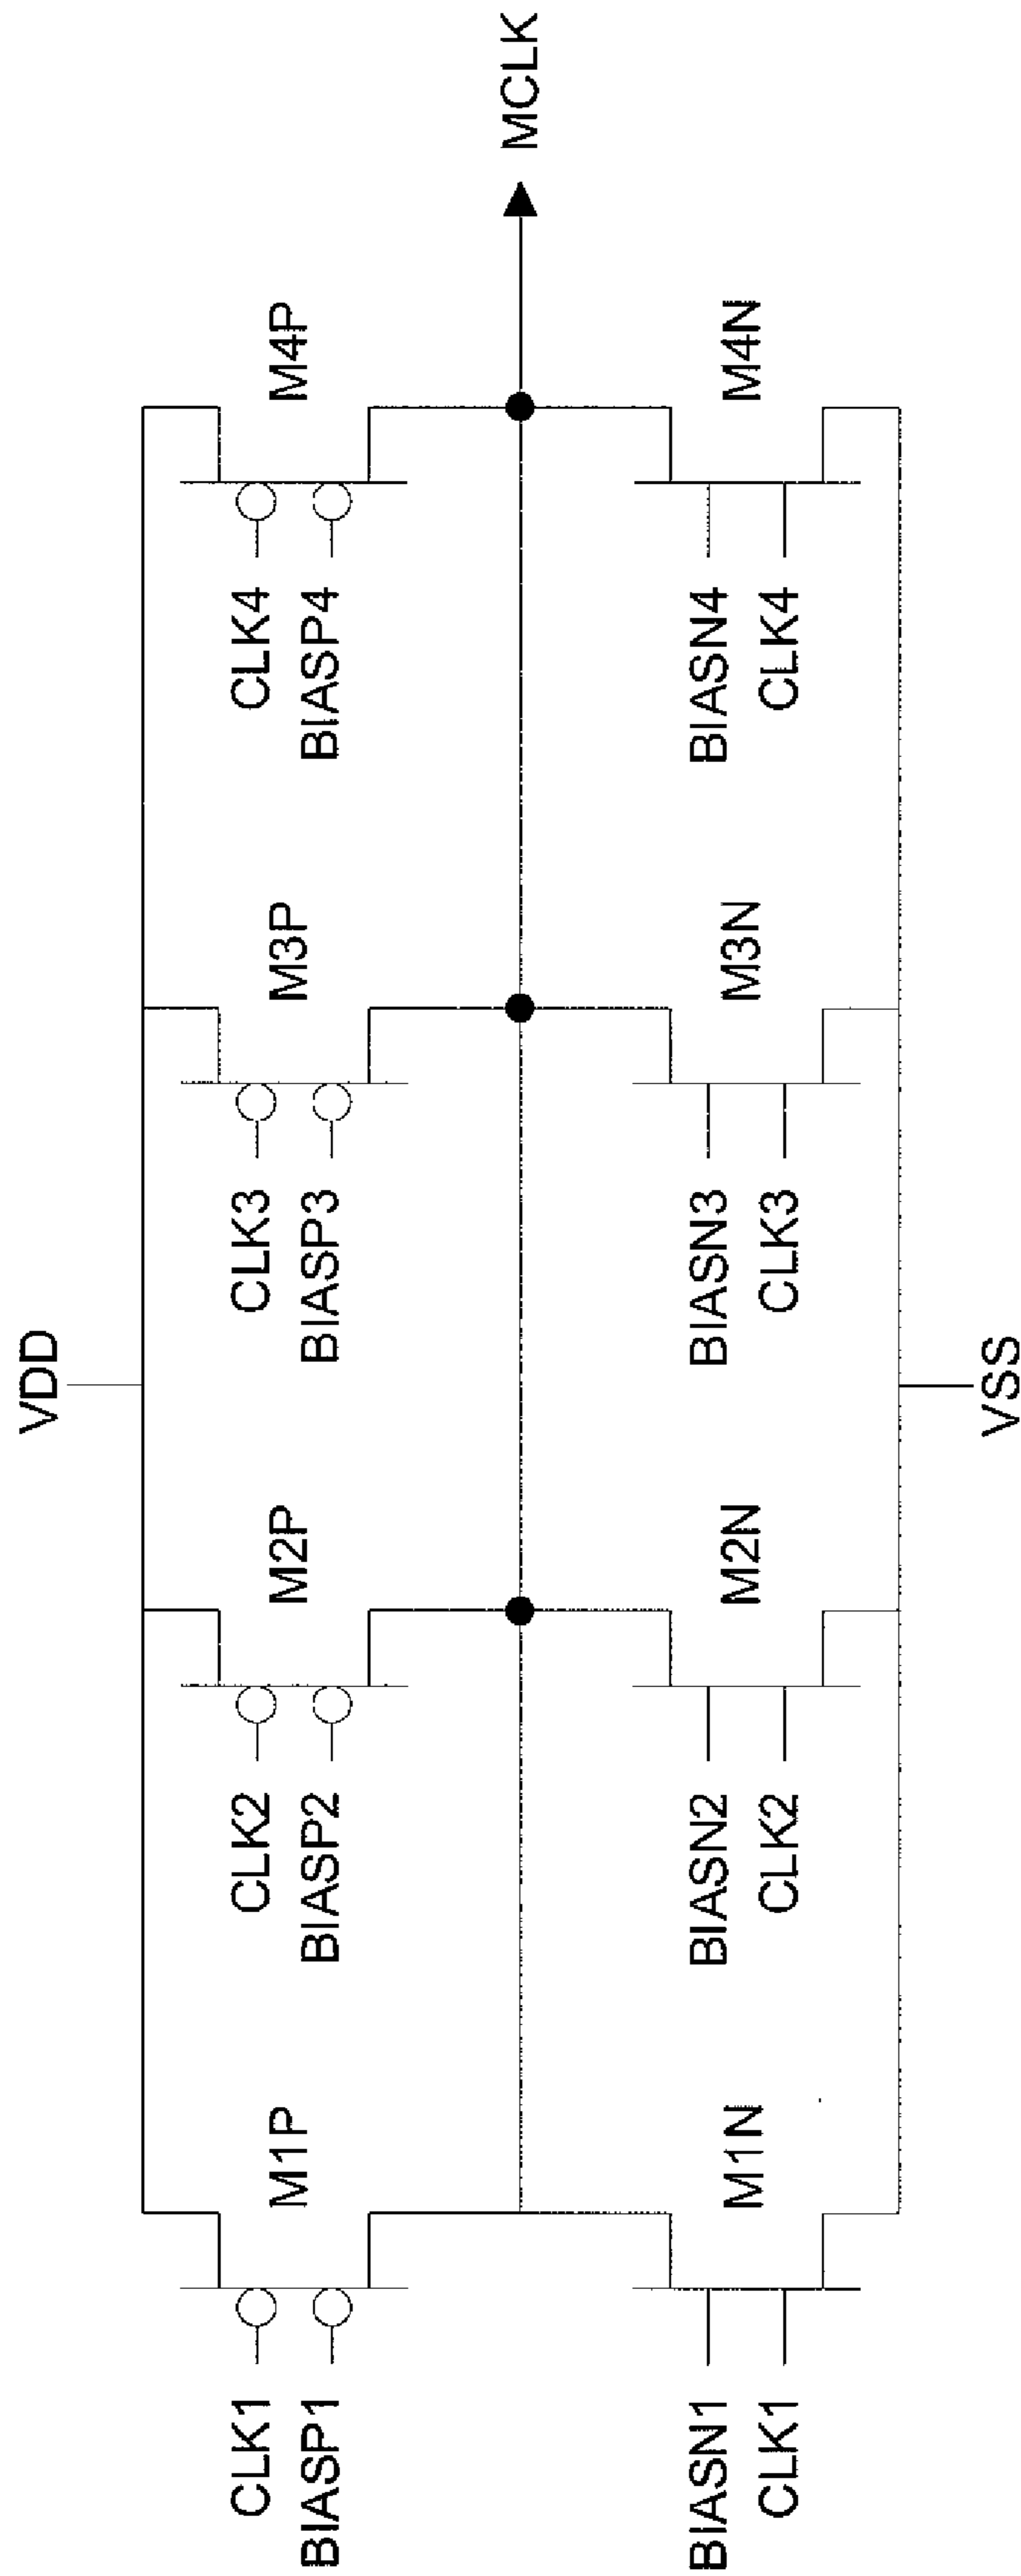 VDD
M1P
M2P
M3P
M4P
CLK1
CLK2
CLK3
CLK4
BIASP1
BIASP2
BIASP3
BIASP4
MCLK
M1N
M2N
M3N
M4N
BIASN1
BIASN2
BIASN3
BIASN4
CLK1
CLK2
CLK3
CLK4
VSS